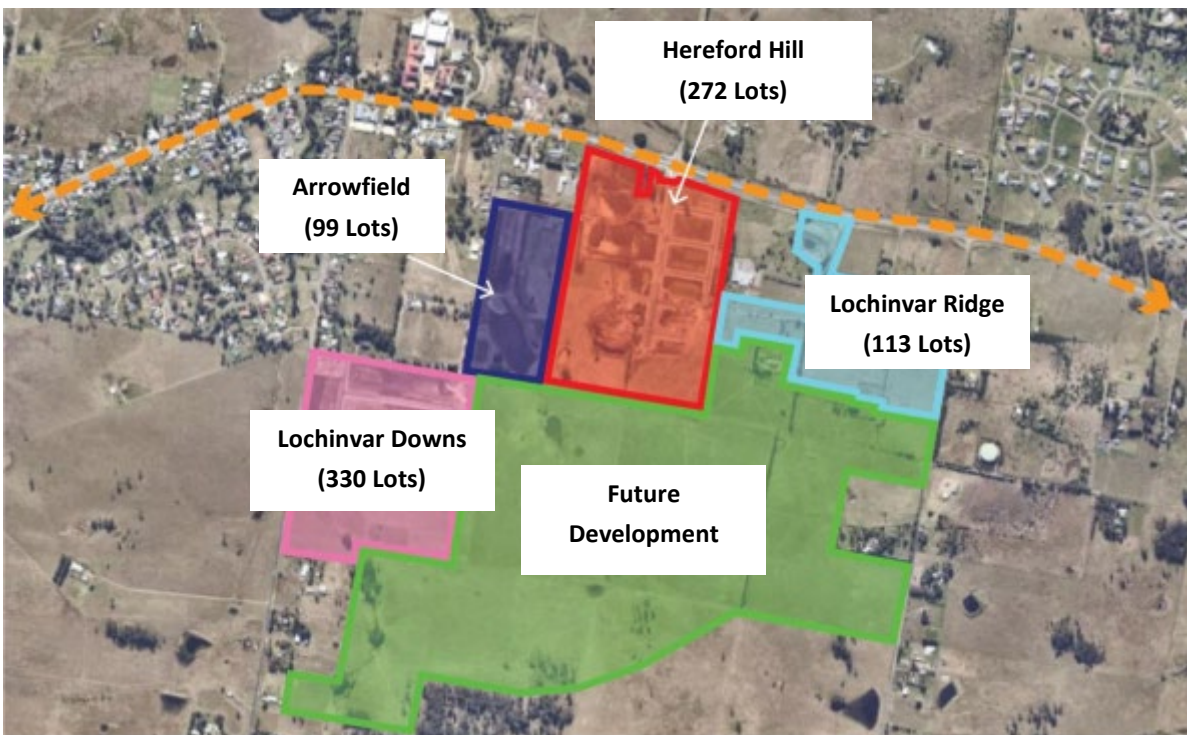 Hereford Hill
(272 Lots)
Arrowfield
(99 Lots)
Lochinvar Ridge
(113 Lots)
Lochinvar Downs
(330 Lots)
Future
Development